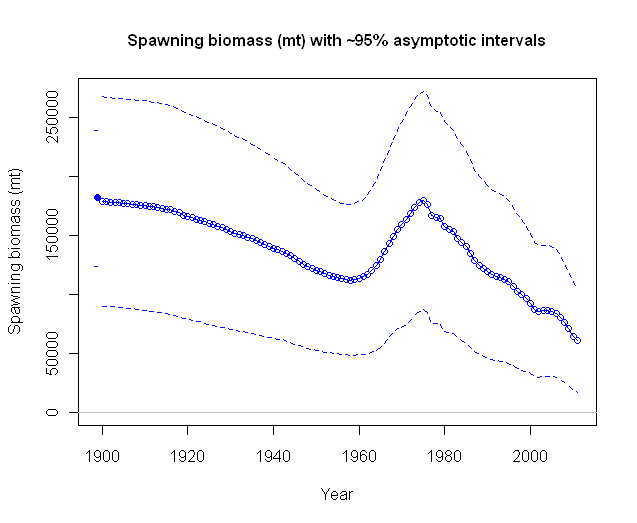 Spawning biomass (mt) with ~95% asymptotic intervals
Spawning biomass (mt)
250000
150000
50000
0
1900 1920 1940 1960 1980 2000
Year